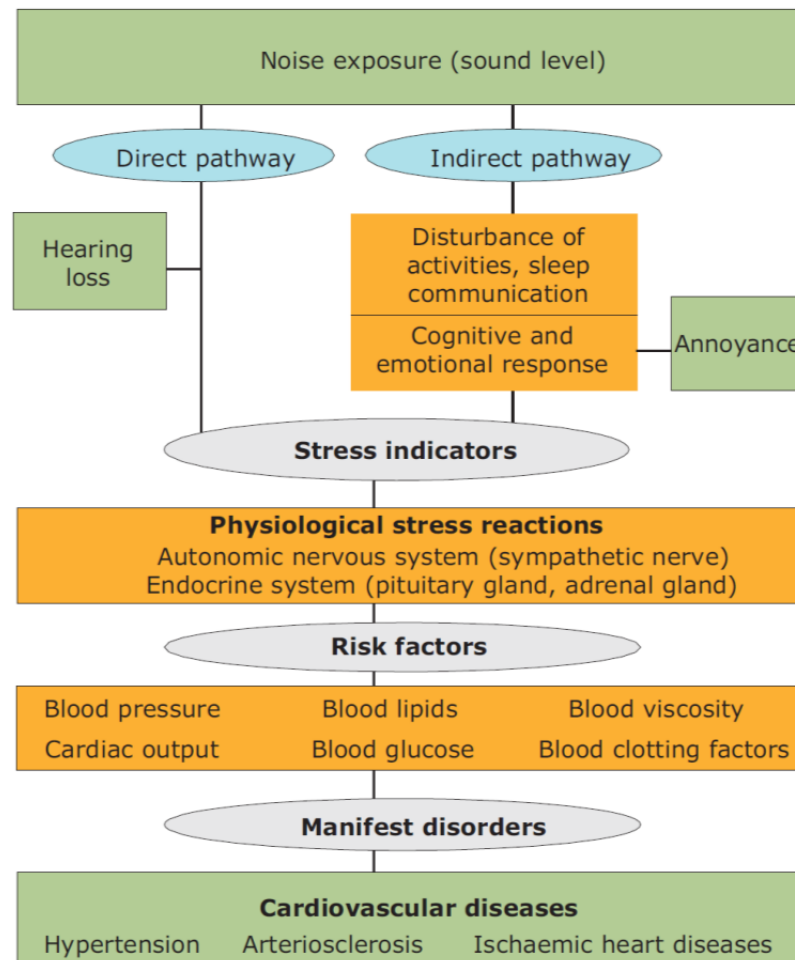 Noise exposure (sound level)
Direct pathway
Indirect pathway
Hearing
loss
Disturbance of
activities, sleep
communication
Cognitive and
emotional response
Annoyance
Stress indicators
Physiological stress reactions
Autonomic nervous system (sympathetic nerve)
Endocrine system (pituitary gland, adrenal gland)
Risk factors
Blood pressure Blood lipids Blood viscosity
Cardiac output Blood glucose Blood clotting factors
Manifest disorders
Cardiovascular diseases
Hypertension Arteriosclerosis Ischaemic heart diseases